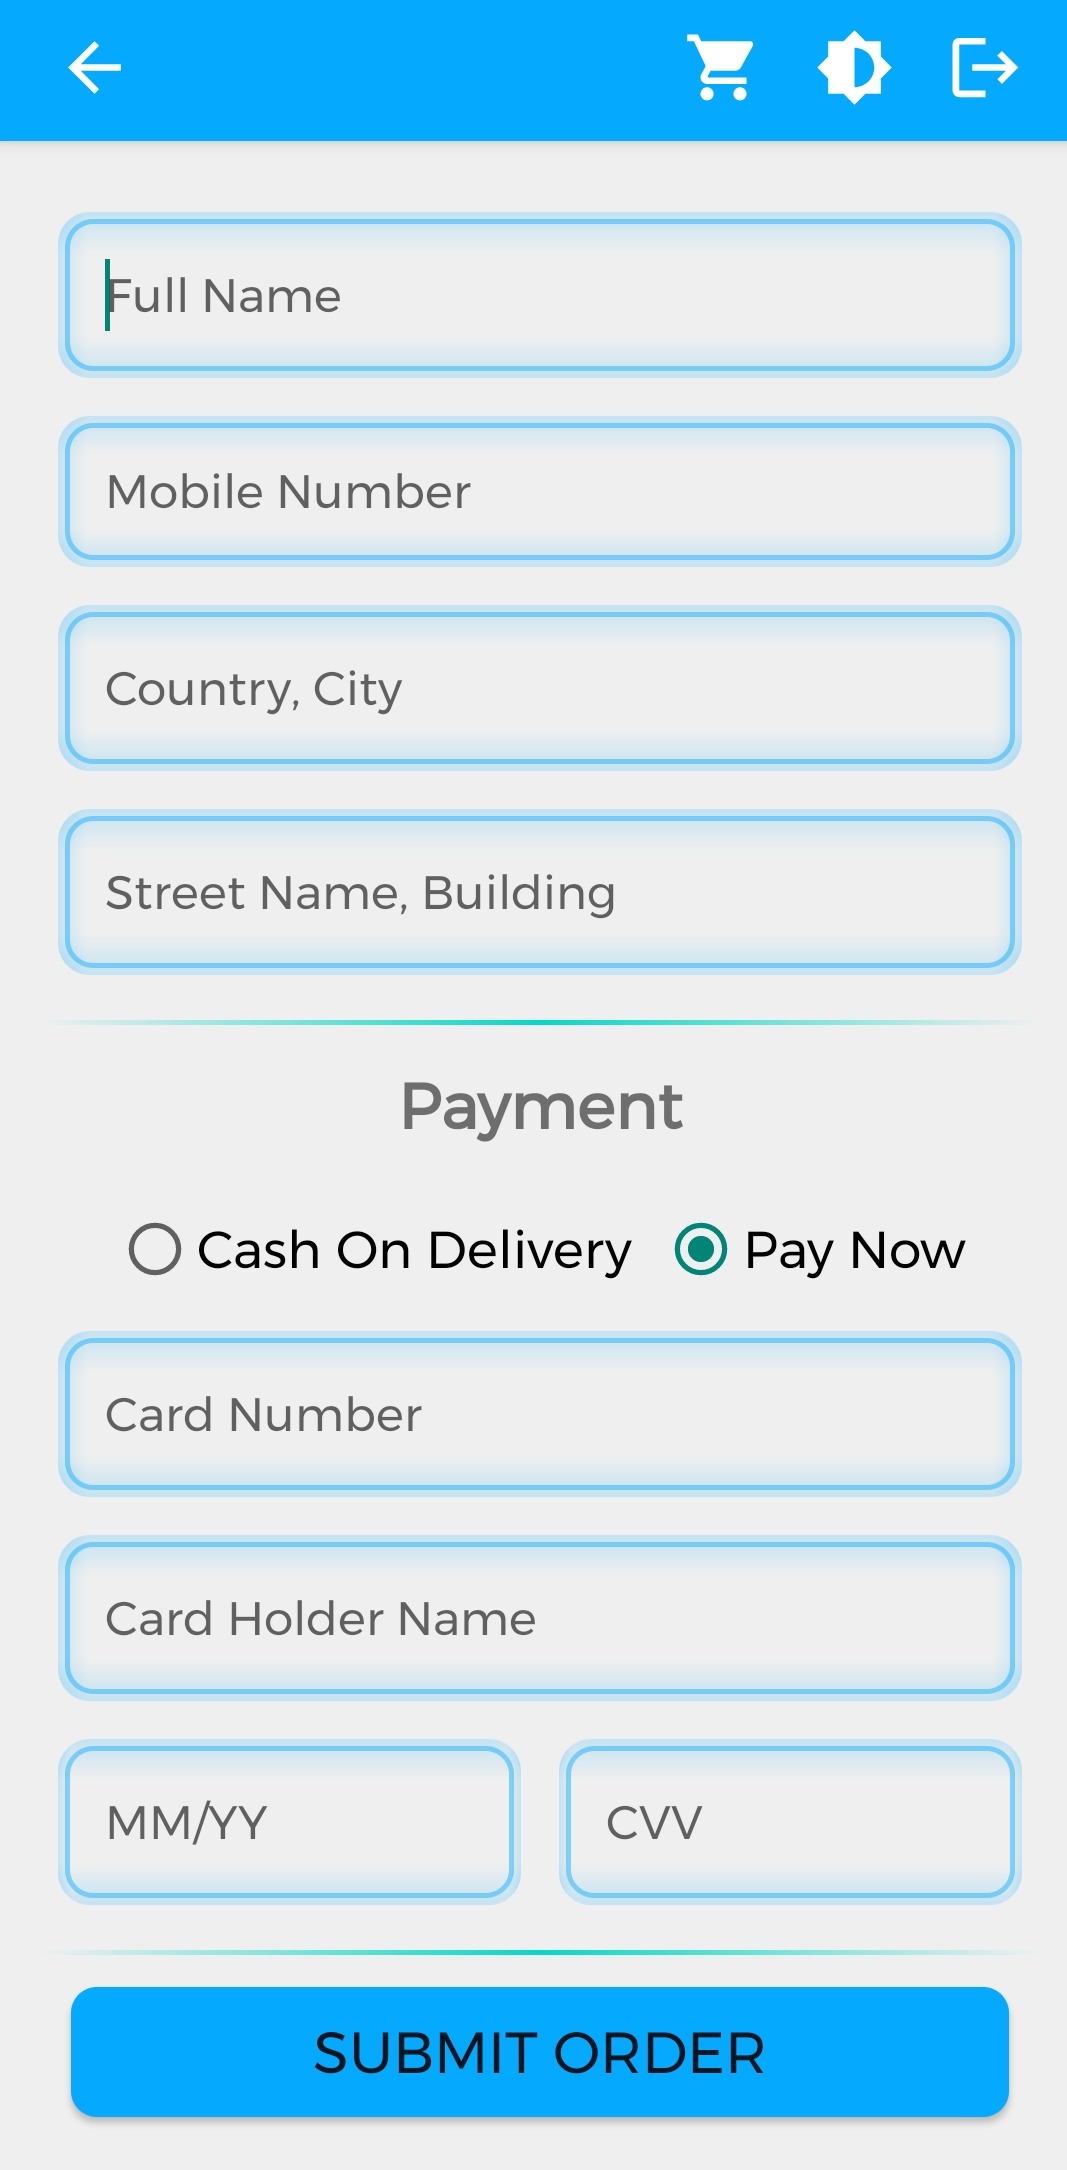 Full Name
Mobile Number
Country, City
Street Name, Building
Payment
Cash On Delivery Pay Now
Card Number
Card Holder Name
MM/YY CVV
SUBMIT ORDER